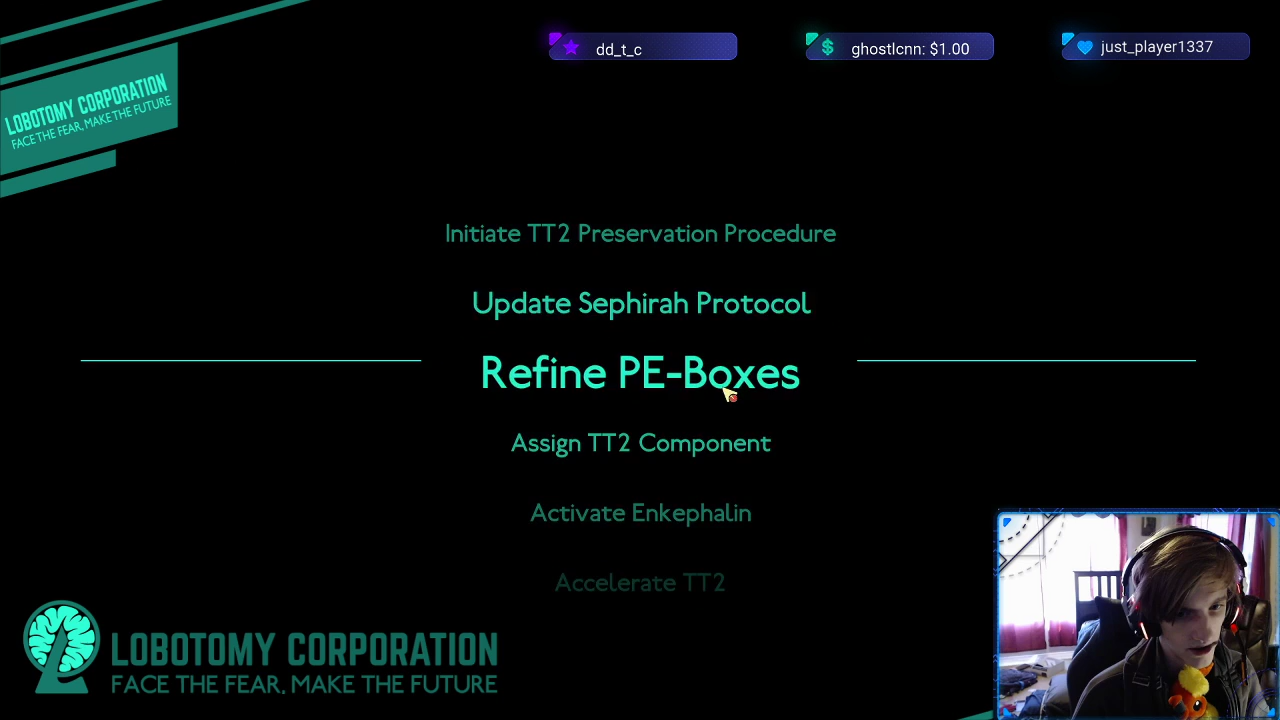 dd_t_c
ghostlcnn: $1.00
just_player1337
LOBOTOMY CORPORATION
FACE THE FEAR, MAKE THE FUTURE
Initiate TT2 Preservation Procedure
Update Sephirah Protocol
Refine PE-Boxes
Assign TT2 Component
Activate Enkephalin
Accelerate TT2
LOBOTOMY CORPORATION
FACE THE FEAR, MAKE THE FUTURE